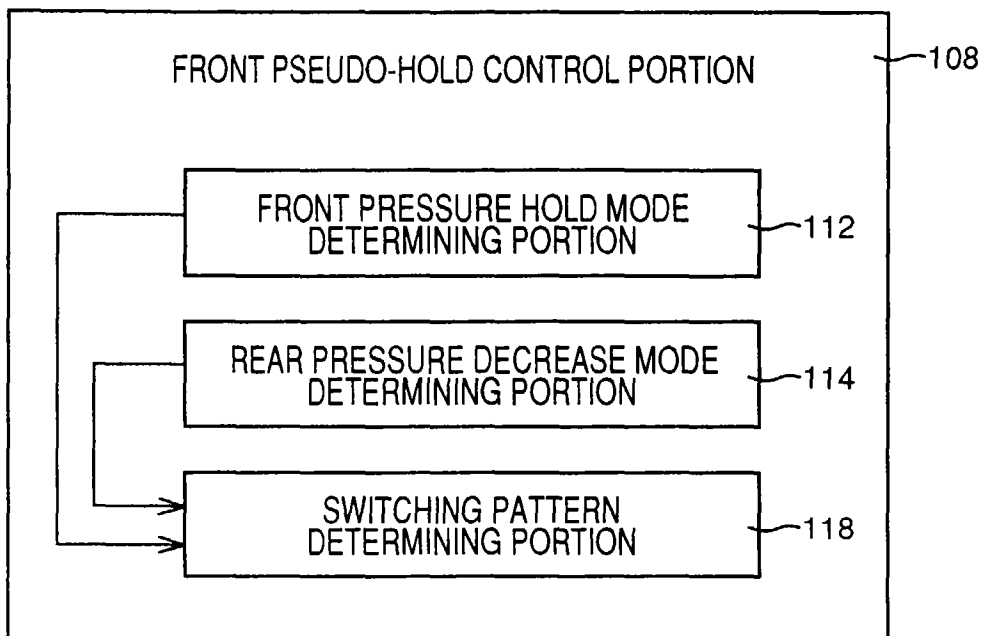 FRONT PSEUDO-HOLD CONTROL PORTION
108
FRONT PRESSURE HOLD MODE
DETERMINING PORTION
112
REAR PRESSURE DECREASE MODE
DETERMINING PORTION
114
SWITCHING PATTERN
DETERMINING PORTION
118